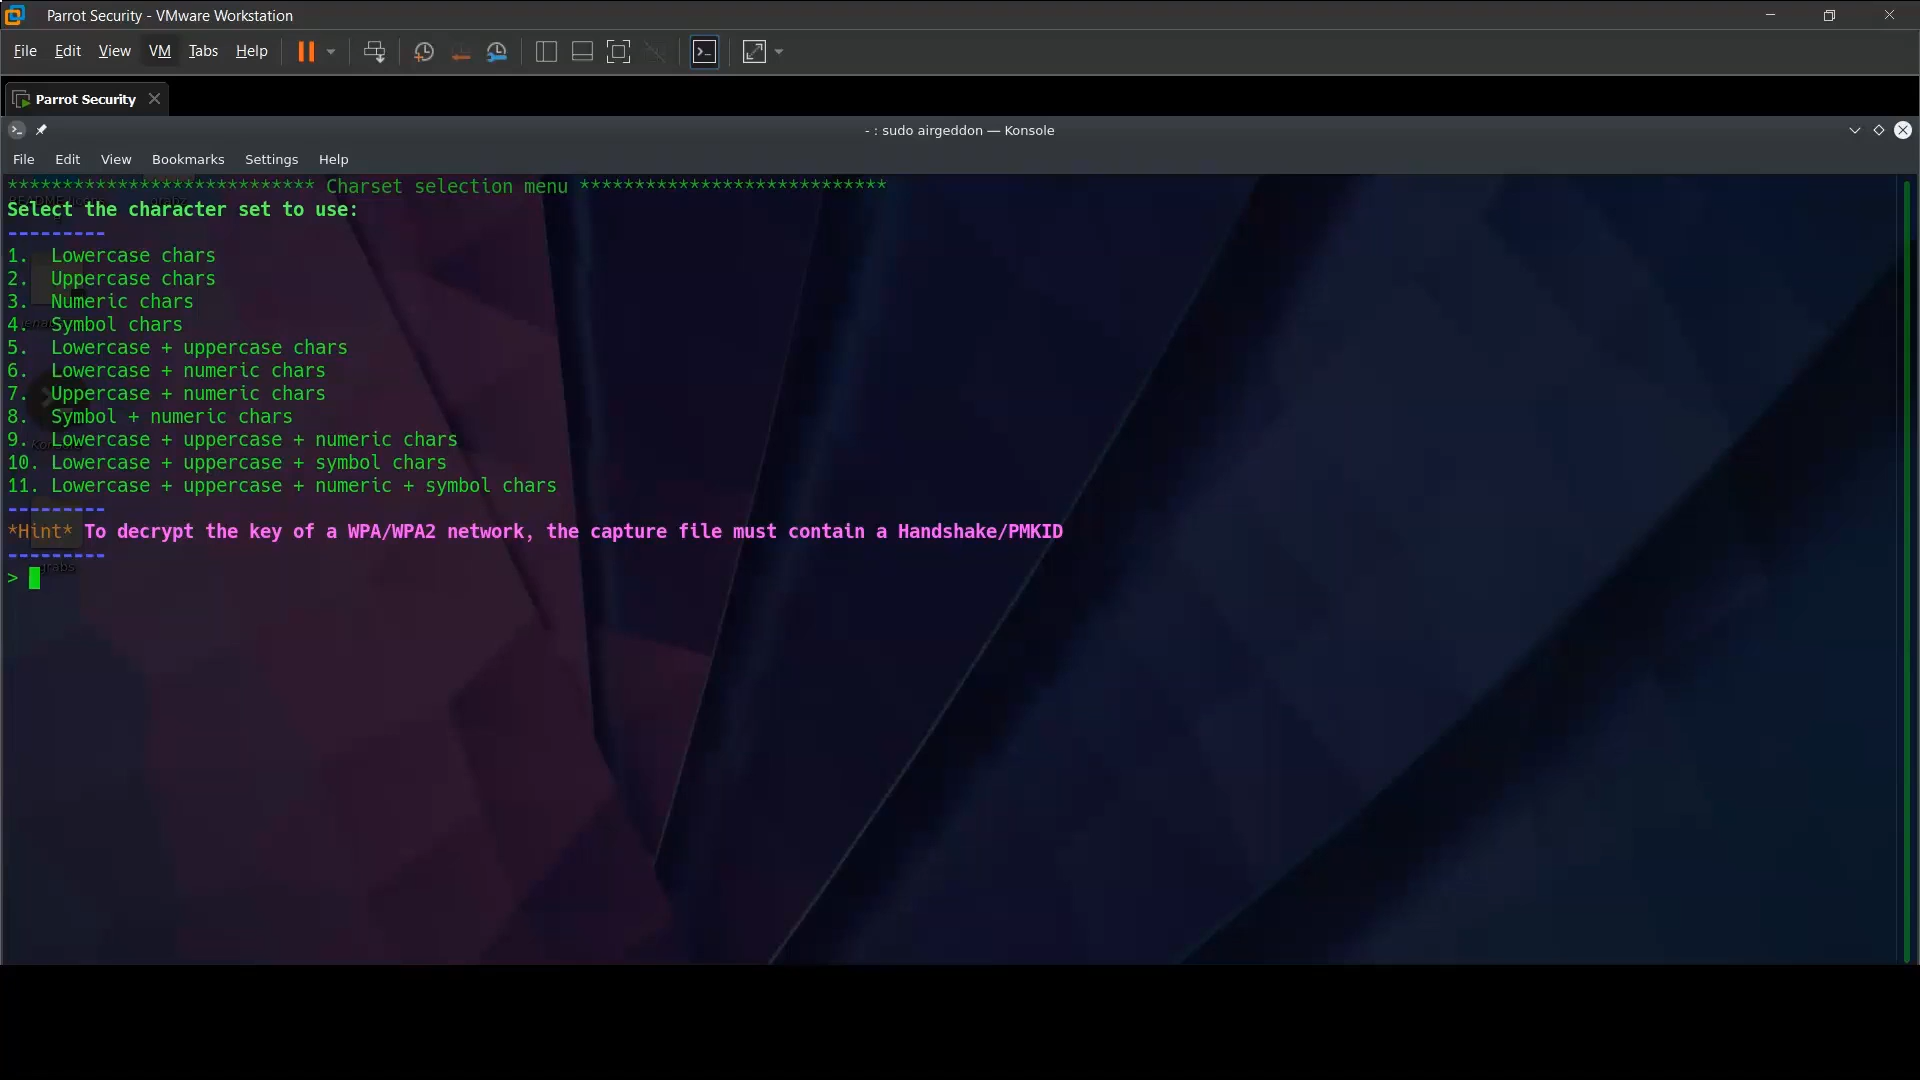 Parrot Security - VMware Workstation
File Edit View VM Tabs Help
Parrot Security
- : sudo airgeddon — Konsole
File Edit View Bookmarks Settings Help
**************************** Charset selection menu ****************************
Select the character set to use:
---------
1. Lowercase chars
2. Uppercase chars
3. Numeric chars
4. Symbol chars
5. Lowercase + uppercase chars
6. Lowercase + numeric chars
7. Uppercase + numeric chars
8. Symbol + numeric chars
9. Lowercase + uppercase + numeric chars
10. Lowercase + uppercase + symbol chars
11. Lowercase + uppercase + numeric + symbol chars
---------
*Hint* To decrypt the key of a WPA/WPA2 network, the capture file must contain a Handshake/PMKID
---------
>